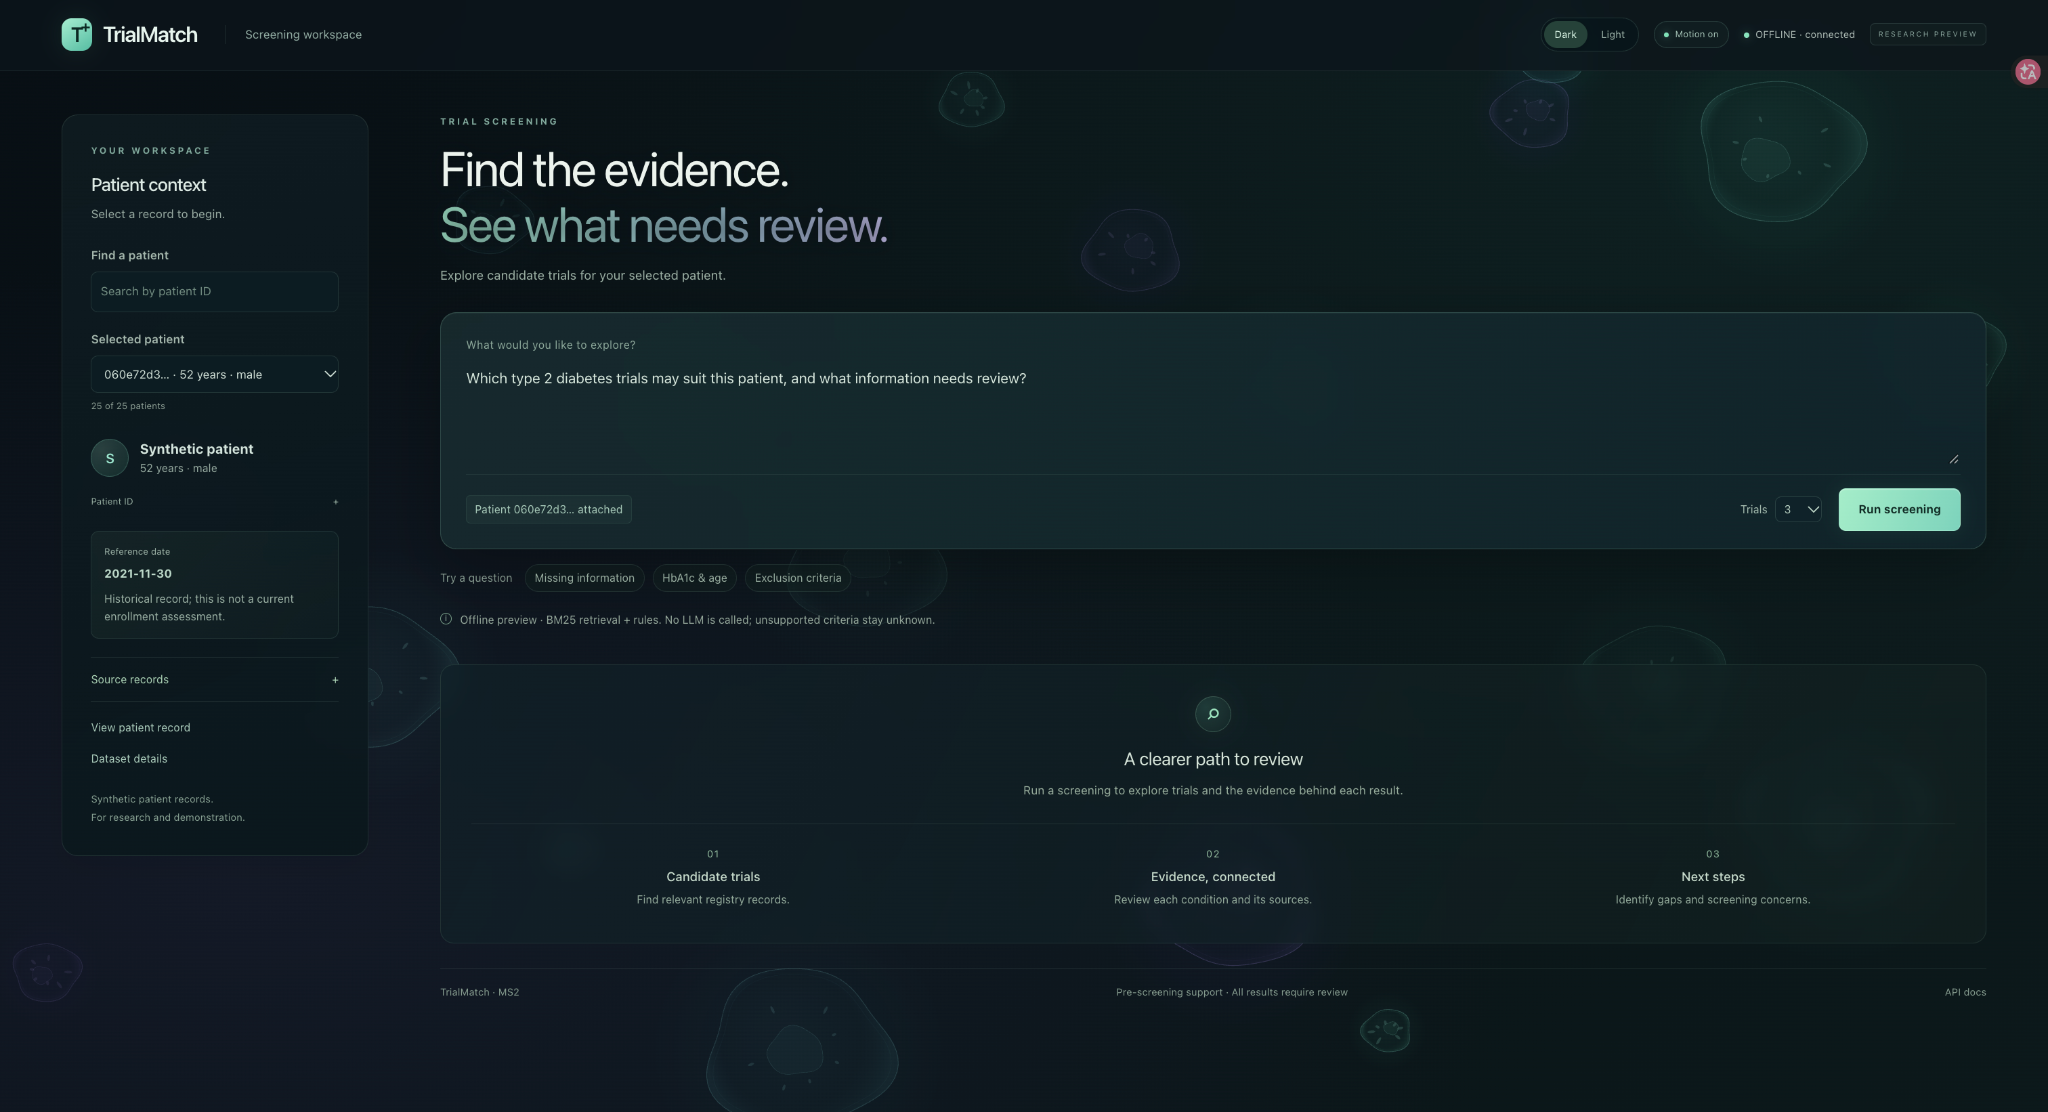 T+ TrialMatch
Screening workspace
Dark
Light
Motion on
OFFLINE · connected
RESEARCH PREVIEW
YOUR WORKSPACE
Patient context
Select a record to begin.
Find a patient
Search by patient ID
Selected patient
060e72d3... · 52 years · male
25 of 25 patients
S
Synthetic patient
52 years · male
Patient ID +
Reference date
2021-11-30
Historical record; this is not a current
enrollment assessment.
Source records +
View patient record
Dataset details
Synthetic patient records.
For research and demonstration.
TRIAL SCREENING
Find the evidence.
See what needs review.
Explore candidate trials for your selected patient.
What would you like to explore?
Which type 2 diabetes trials may suit this patient, and what information needs review?
Patient 060e72d3... attached
Trials 3
Run screening
Try a question
Missing information
HbA1c & age
Exclusion criteria
Offline preview · BM25 retrieval + rules. No LLM is called; unsupported criteria stay unknown.
A clearer path to review
Run a screening to explore trials and the evidence behind each result.
01
Candidate trials
Find relevant registry records.
02
Evidence, connected
Review each condition and its sources.
03
Next steps
Identify gaps and screening concerns.
TrialMatch · MS2
Pre-screening support · All results require review
API docs